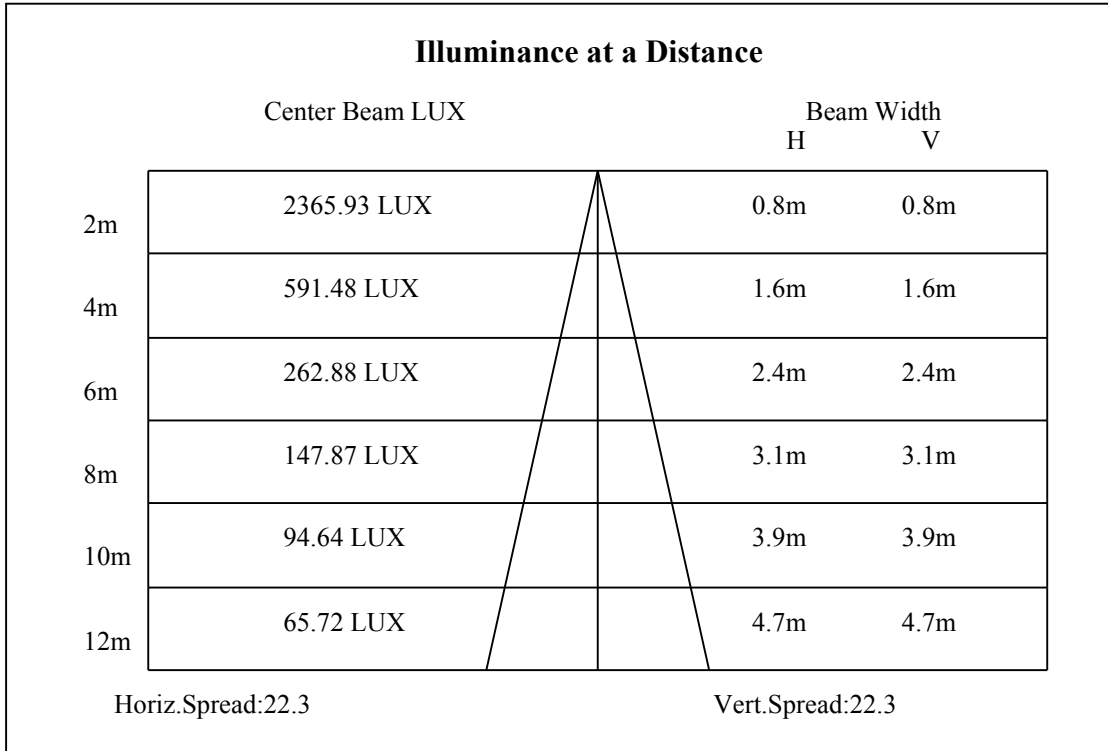 Illuminance at a Distance
Center Beam LUX Beam Width
H V
2m 2365.93 LUX 0.8m 0.8m
4m 591.48 LUX 1.6m 1.6m
6m 262.88 LUX 2.4m 2.4m
8m 147.87 LUX 3.1m 3.1m
10m 94.64 LUX 3.9m 3.9m
12m 65.72 LUX 4.7m 4.7m
Horiz.Spread:22.3 Vert.Spread:22.3